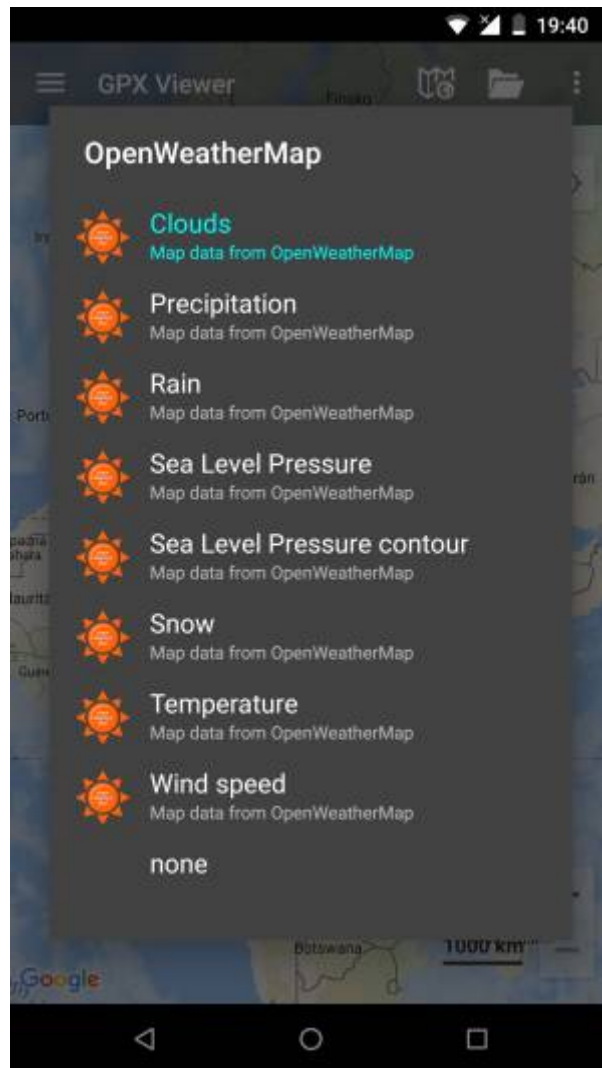 19:40
GPX Viewer
Finsko
OpenWeatherMap
Clouds
Map data from OpenWeatherMap
Precipitation
Map data from OpenWeatherMap
Rain
Map data from OpenWeatherMap
Sea Level Pressure
Map data from OpenWeatherMap
Sea Level Pressure contour
Map data from OpenWeatherMap
Snow
Map data from OpenWeatherMap
Temperature
Map data from OpenWeatherMap
Wind speed
Map data from OpenWeatherMap
none
Botswana
1000 km
Google